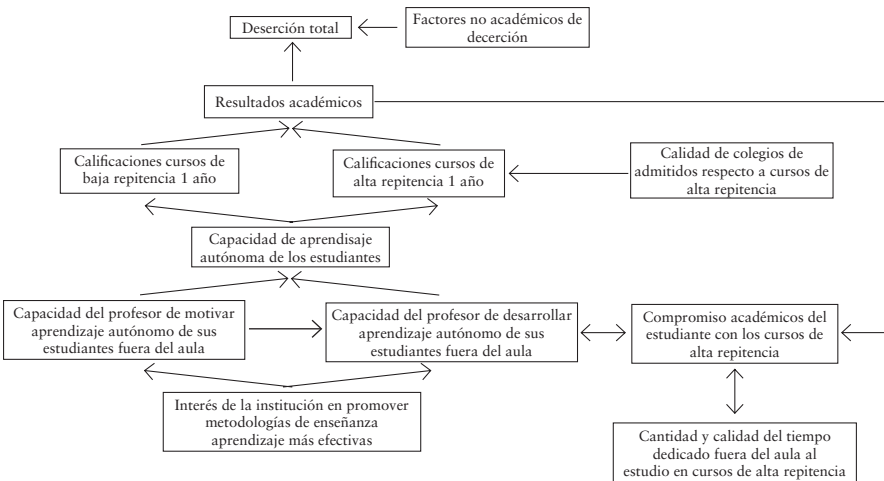 Deserción total
Factores no académicos de
decerción
Resultados académicos
Calificaciones cursos de
baja repitencia 1 año
Calificaciones cursos de
alta repitencia 1 año
Calidad de colegios de
admitidos respecto a cursos de
alta repitencia
Capacidad de aprendisaje
autónoma de los estudiantes
Capacidad del profesor de motivar
aprendizaje autónomo de sus
estudiantes fuera del aula
Capacidad del profesor de desarrollar
aprendizaje autónomo de sus
estudiantes fuera del aula
Compromiso académicos del
estudiante con los cursos de
alta repitencia
Interés de la institución en promover
metodologías de enseñanza
aprendizaje más efectivas
Cantidad y calidad del tiempo
dedicado fuera del aula al
estudio en cursos de alta repitencia